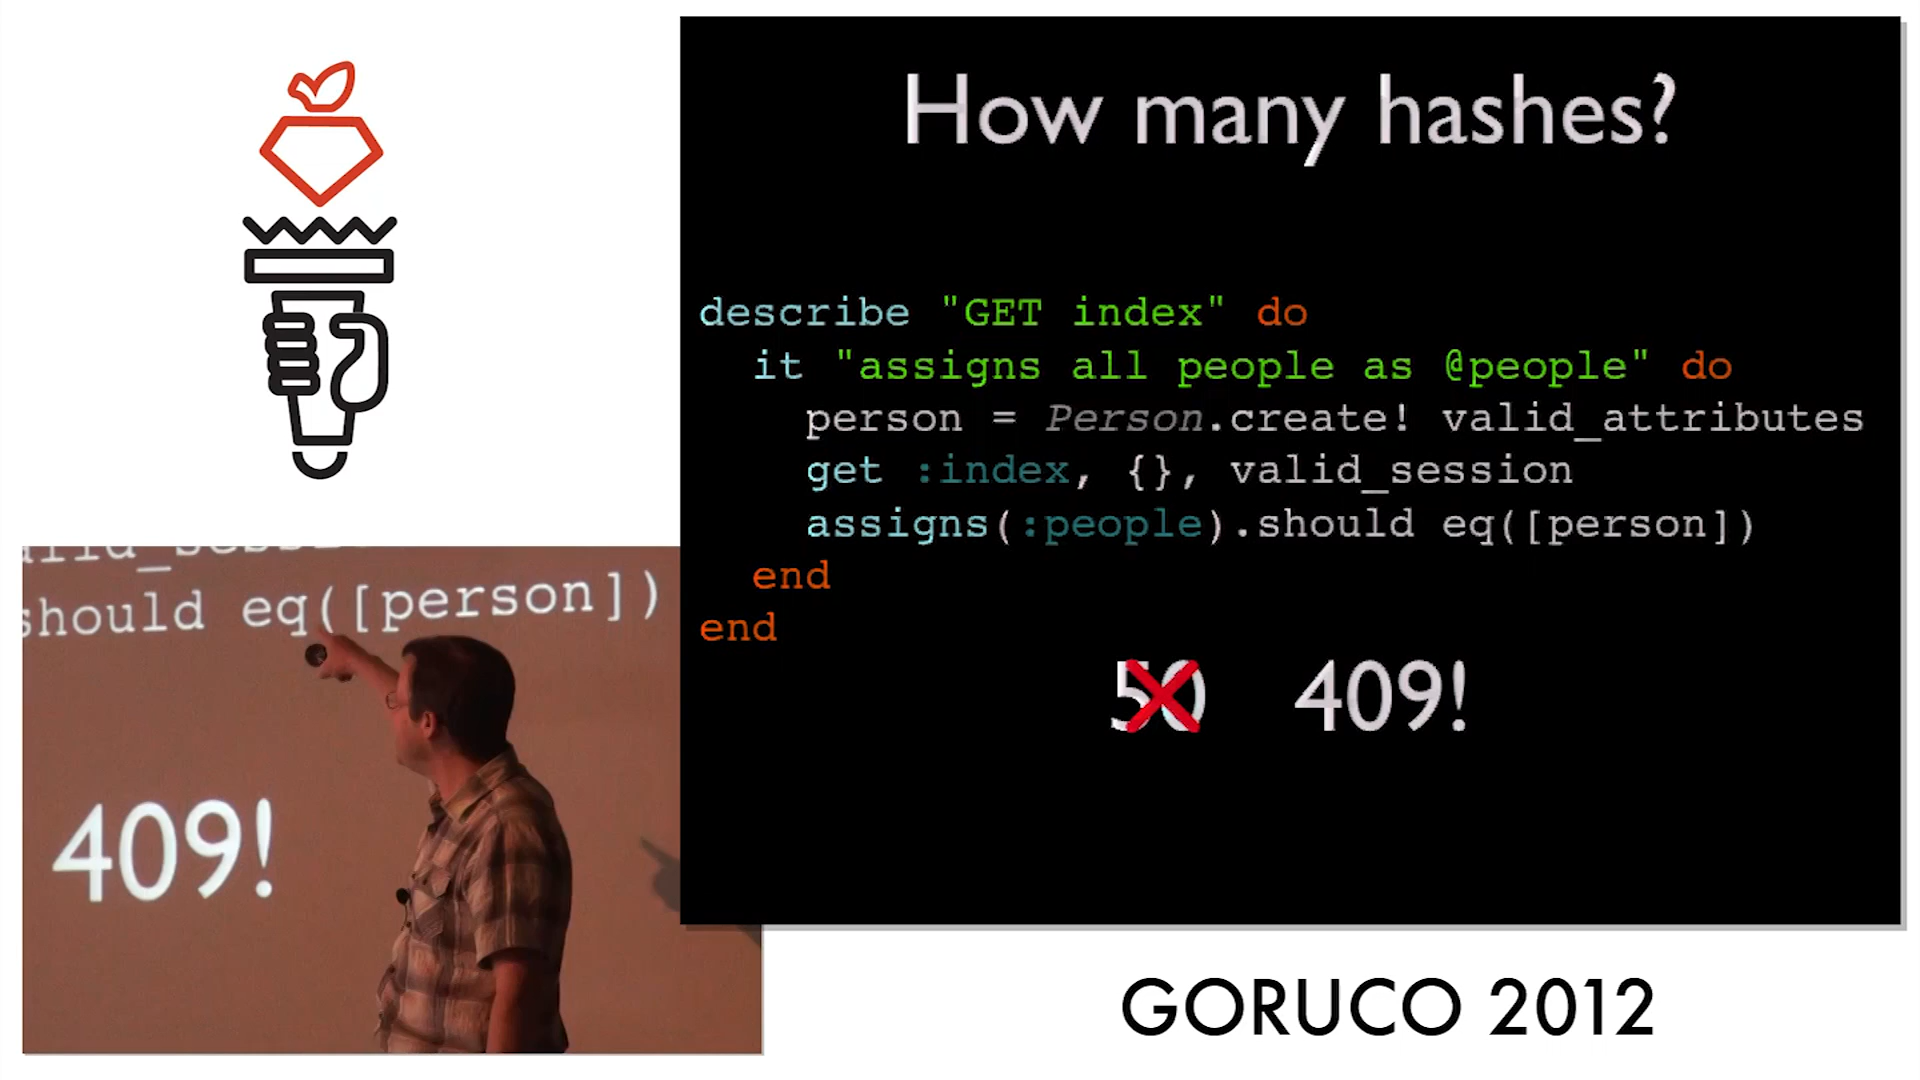 How many hashes?
describe "GET index" do
it "assigns all people as @people" do
person = Person.create! valid_attributes
get :index, {}, valid_session
assigns(:people).should eq([person])
end
end
50 409!
should eq([person])
409!
GORUCO 2012